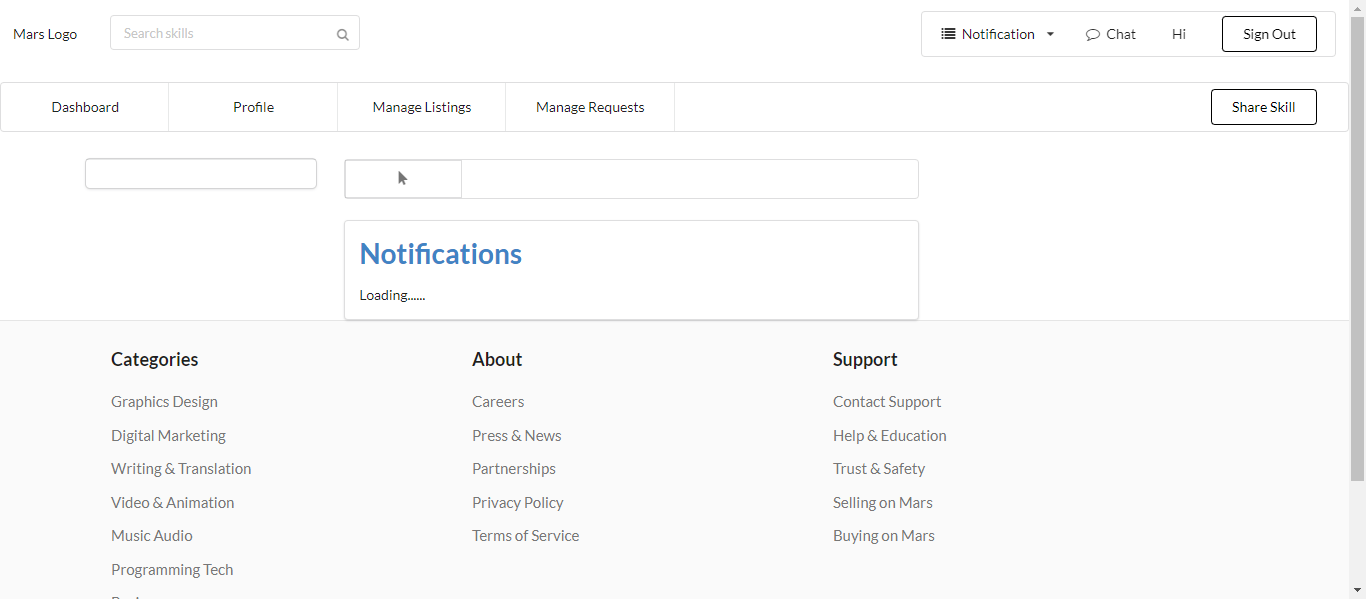 Mars Logo
Search skills
Notification
Chat
Hi
Sign Out
Dashboard
Profile
Manage Listings
Manage Requests
Share Skill
Notifications
Loading......
Categories
Graphics Design
Digital Marketing
Writing & Translation
Video & Animation
Music Audio
Programming Tech
About
Careers
Press & News
Partnerships
Privacy Policy
Terms of Service
Support
Contact Support
Help & Education
Trust & Safety
Selling on Mars
Buying on Mars